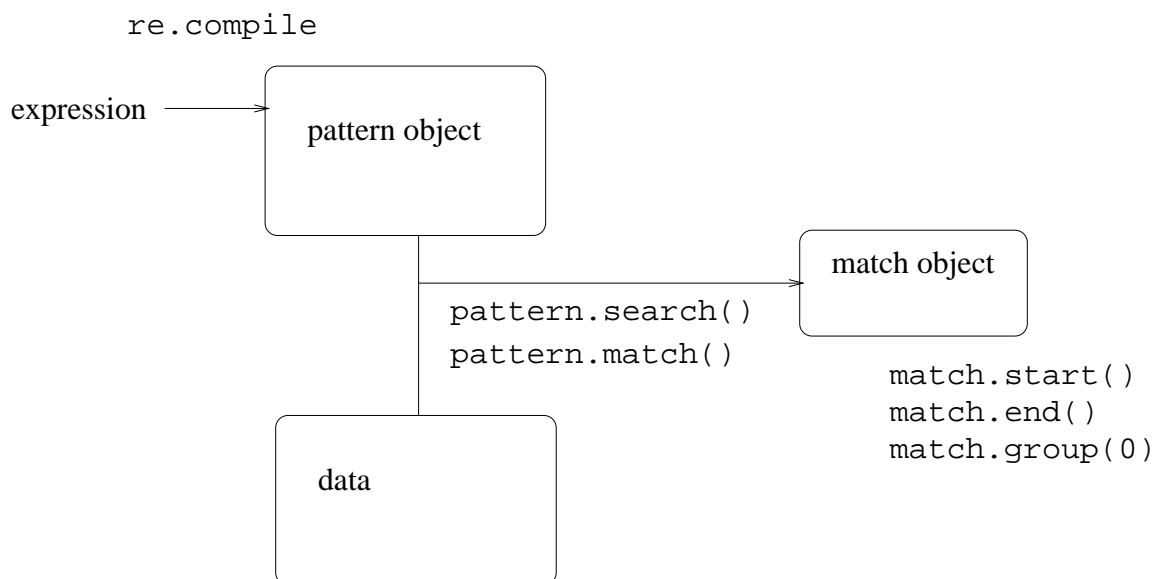 re.compile
expression
pattern object
match object
pattern.search()
pattern.match()
match.start()
match.end()
match.group(0)
data